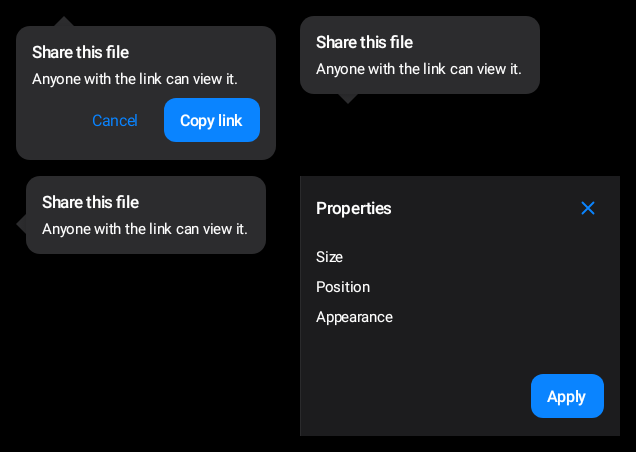 Share this file
Anyone with the link can view it.
Cancel
Copy link
Share this file
Anyone with the link can view it.
Share this file
Anyone with the link can view it.
Properties
Size
Position
Appearance
Apply